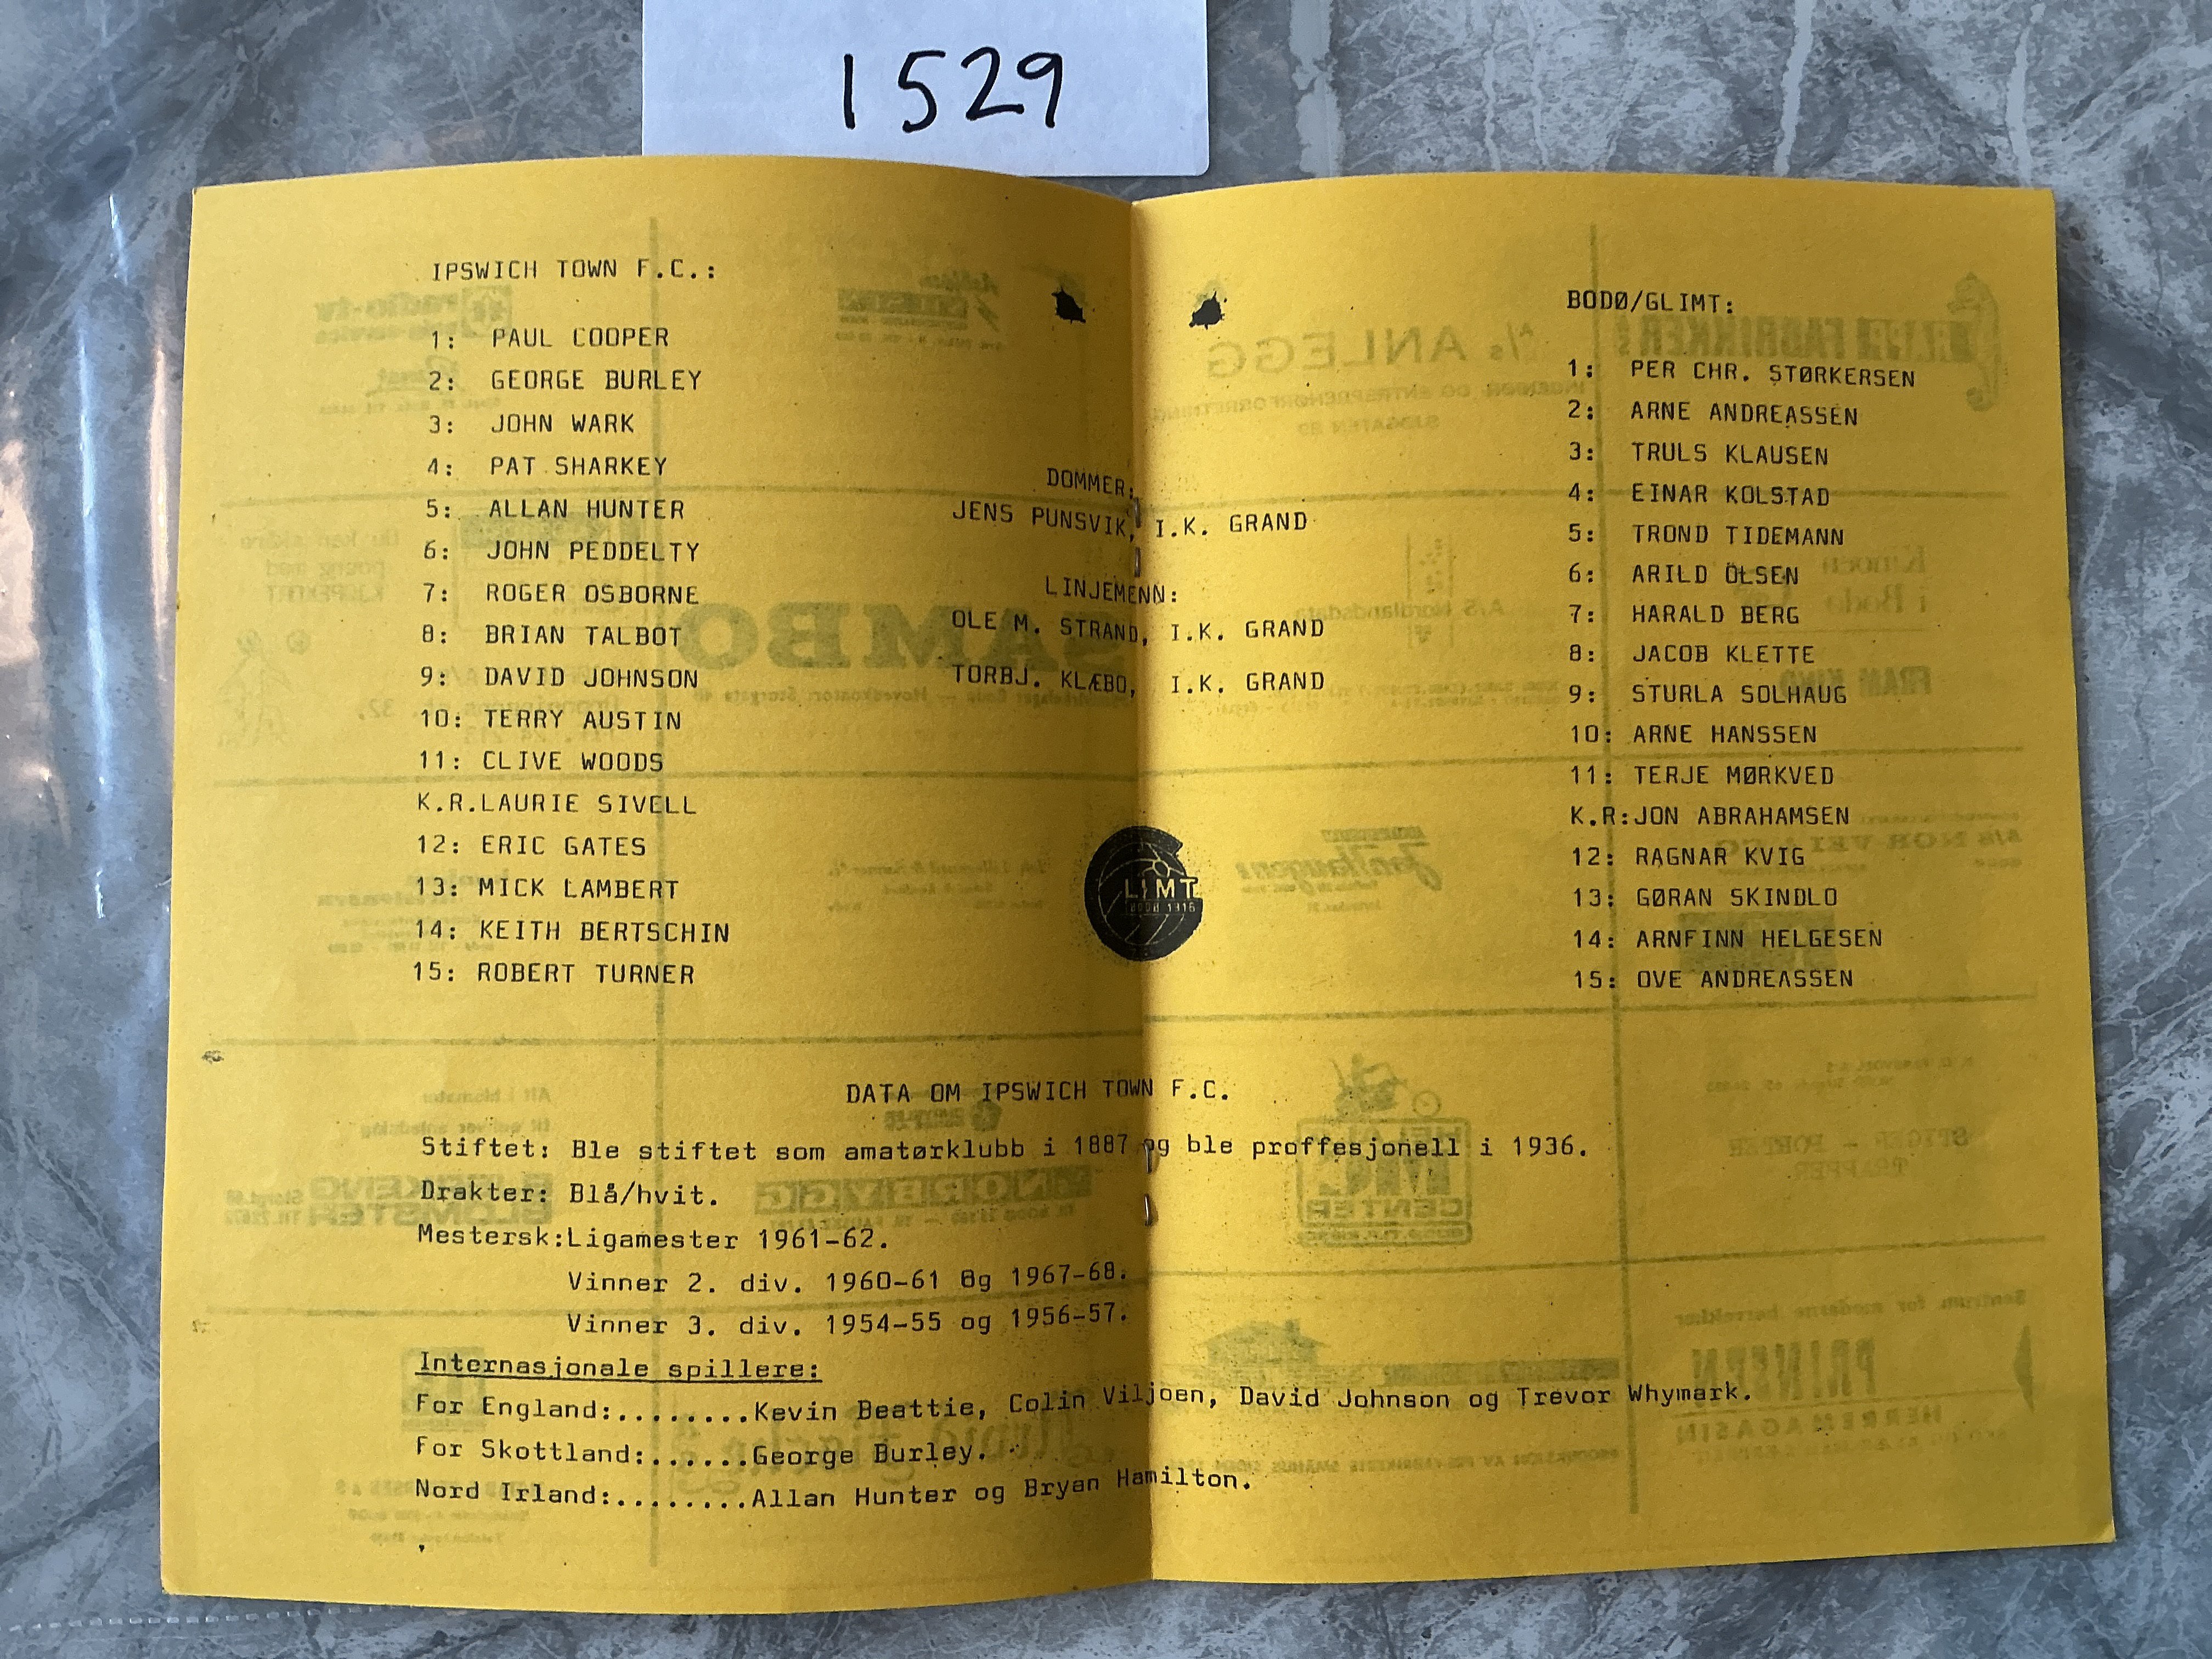 1529
IPSWICH TOWN F.C.:
1: PAUL COOPER
2: GEORGE BURLEY
3: JOHN WARK
4: PAT SHARKEY
5: ALLAN HUNTER
6: JOHN PEDDELTY
7: ROGER OSBORNE
8: BRIAN TALBOT
9: DAVID JOHNSON
10: TERRY AUSTIN
11: CLIVE WOODS
K.R.LAURIE SIVELL
12: ERIC GATES
13: MICK LAMBERT
14: KEITH BERTSCHIN
15: ROBERT TURNER
DOMMER:
JENS PUNSVIK, I.K. GRAND
LINJEMENN:
OLE M. STRAND, I.K. GRAND
TORBJ. KLÆBO, I.K. GRAND
LIMT
BODØ 1916
BODØ/GLIMT:
1: PER CHR. STØRKERSEN
2: ARNE ANDREASSEN
3: TRULS KLAUSEN
4: EINAR KOLSTAD
5: TROND TIDEMANN
6: ARILD OLSEN
7: HARALD BERG
8: JACOB KLETTE
9: STURLA SOLHAUG
10: ARNE HANSSEN
11: TERJE MØRKVED
K.R:JON ABRAHAMSEN
12: RAGNAR KVIG
13: GØRAN SKINDLO
14: ARNFINN HELGESEN
15: OVE ANDREASSEN
DATA OM IPSWICH TOWN F.C.
Stiftet: Ble stiftet som amatørklubb i 1887 og ble proffesjonell i 1936.
Drakter: Blå/hvit.
Mestersk:Ligamester 1961-62.
Vinner 2. div. 1960-61 og 1967-68.
Vinner 3. div. 1954-55 og 1956-57.
Internasjonale spillere:
For England:........Kevin Beattie, Colin Viljoen, David Johnson og Trevor Whymark.
For Skottland:......George Burley.
Nord Irland:........Allan Hunter og Bryan Hamilton.